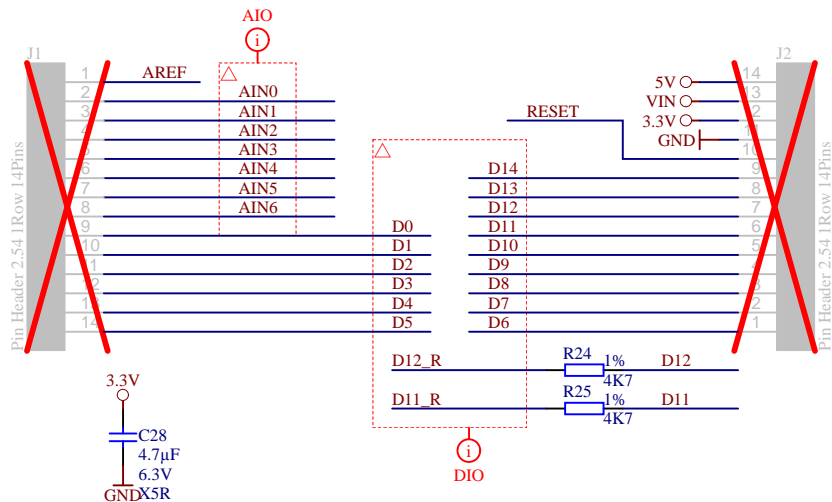 AIO
i
J1
Pin Header 2.54 1Row 14Pins
1
AREF
2
AIN0
3
AIN1
AIN2
AIN3
6
AIN4
7
AIN5
8
AIN6
9
D0
10
D1
D2
D3
D4
14
D5
RESET
J2
Pin Header 2.54 1Row 14Pins
5V
14
VIN
13
3.3V
GND
10
D14
9
D13
8
D12
7
D11
6
D10
5
D9
D8
D7
2
D6
1
D12_R
R24
1%
4K7
D12
D11_R
R25
1%
4K7
D11
i
DIO
3.3V
C28
4.7µF
6.3V
X5R
GND